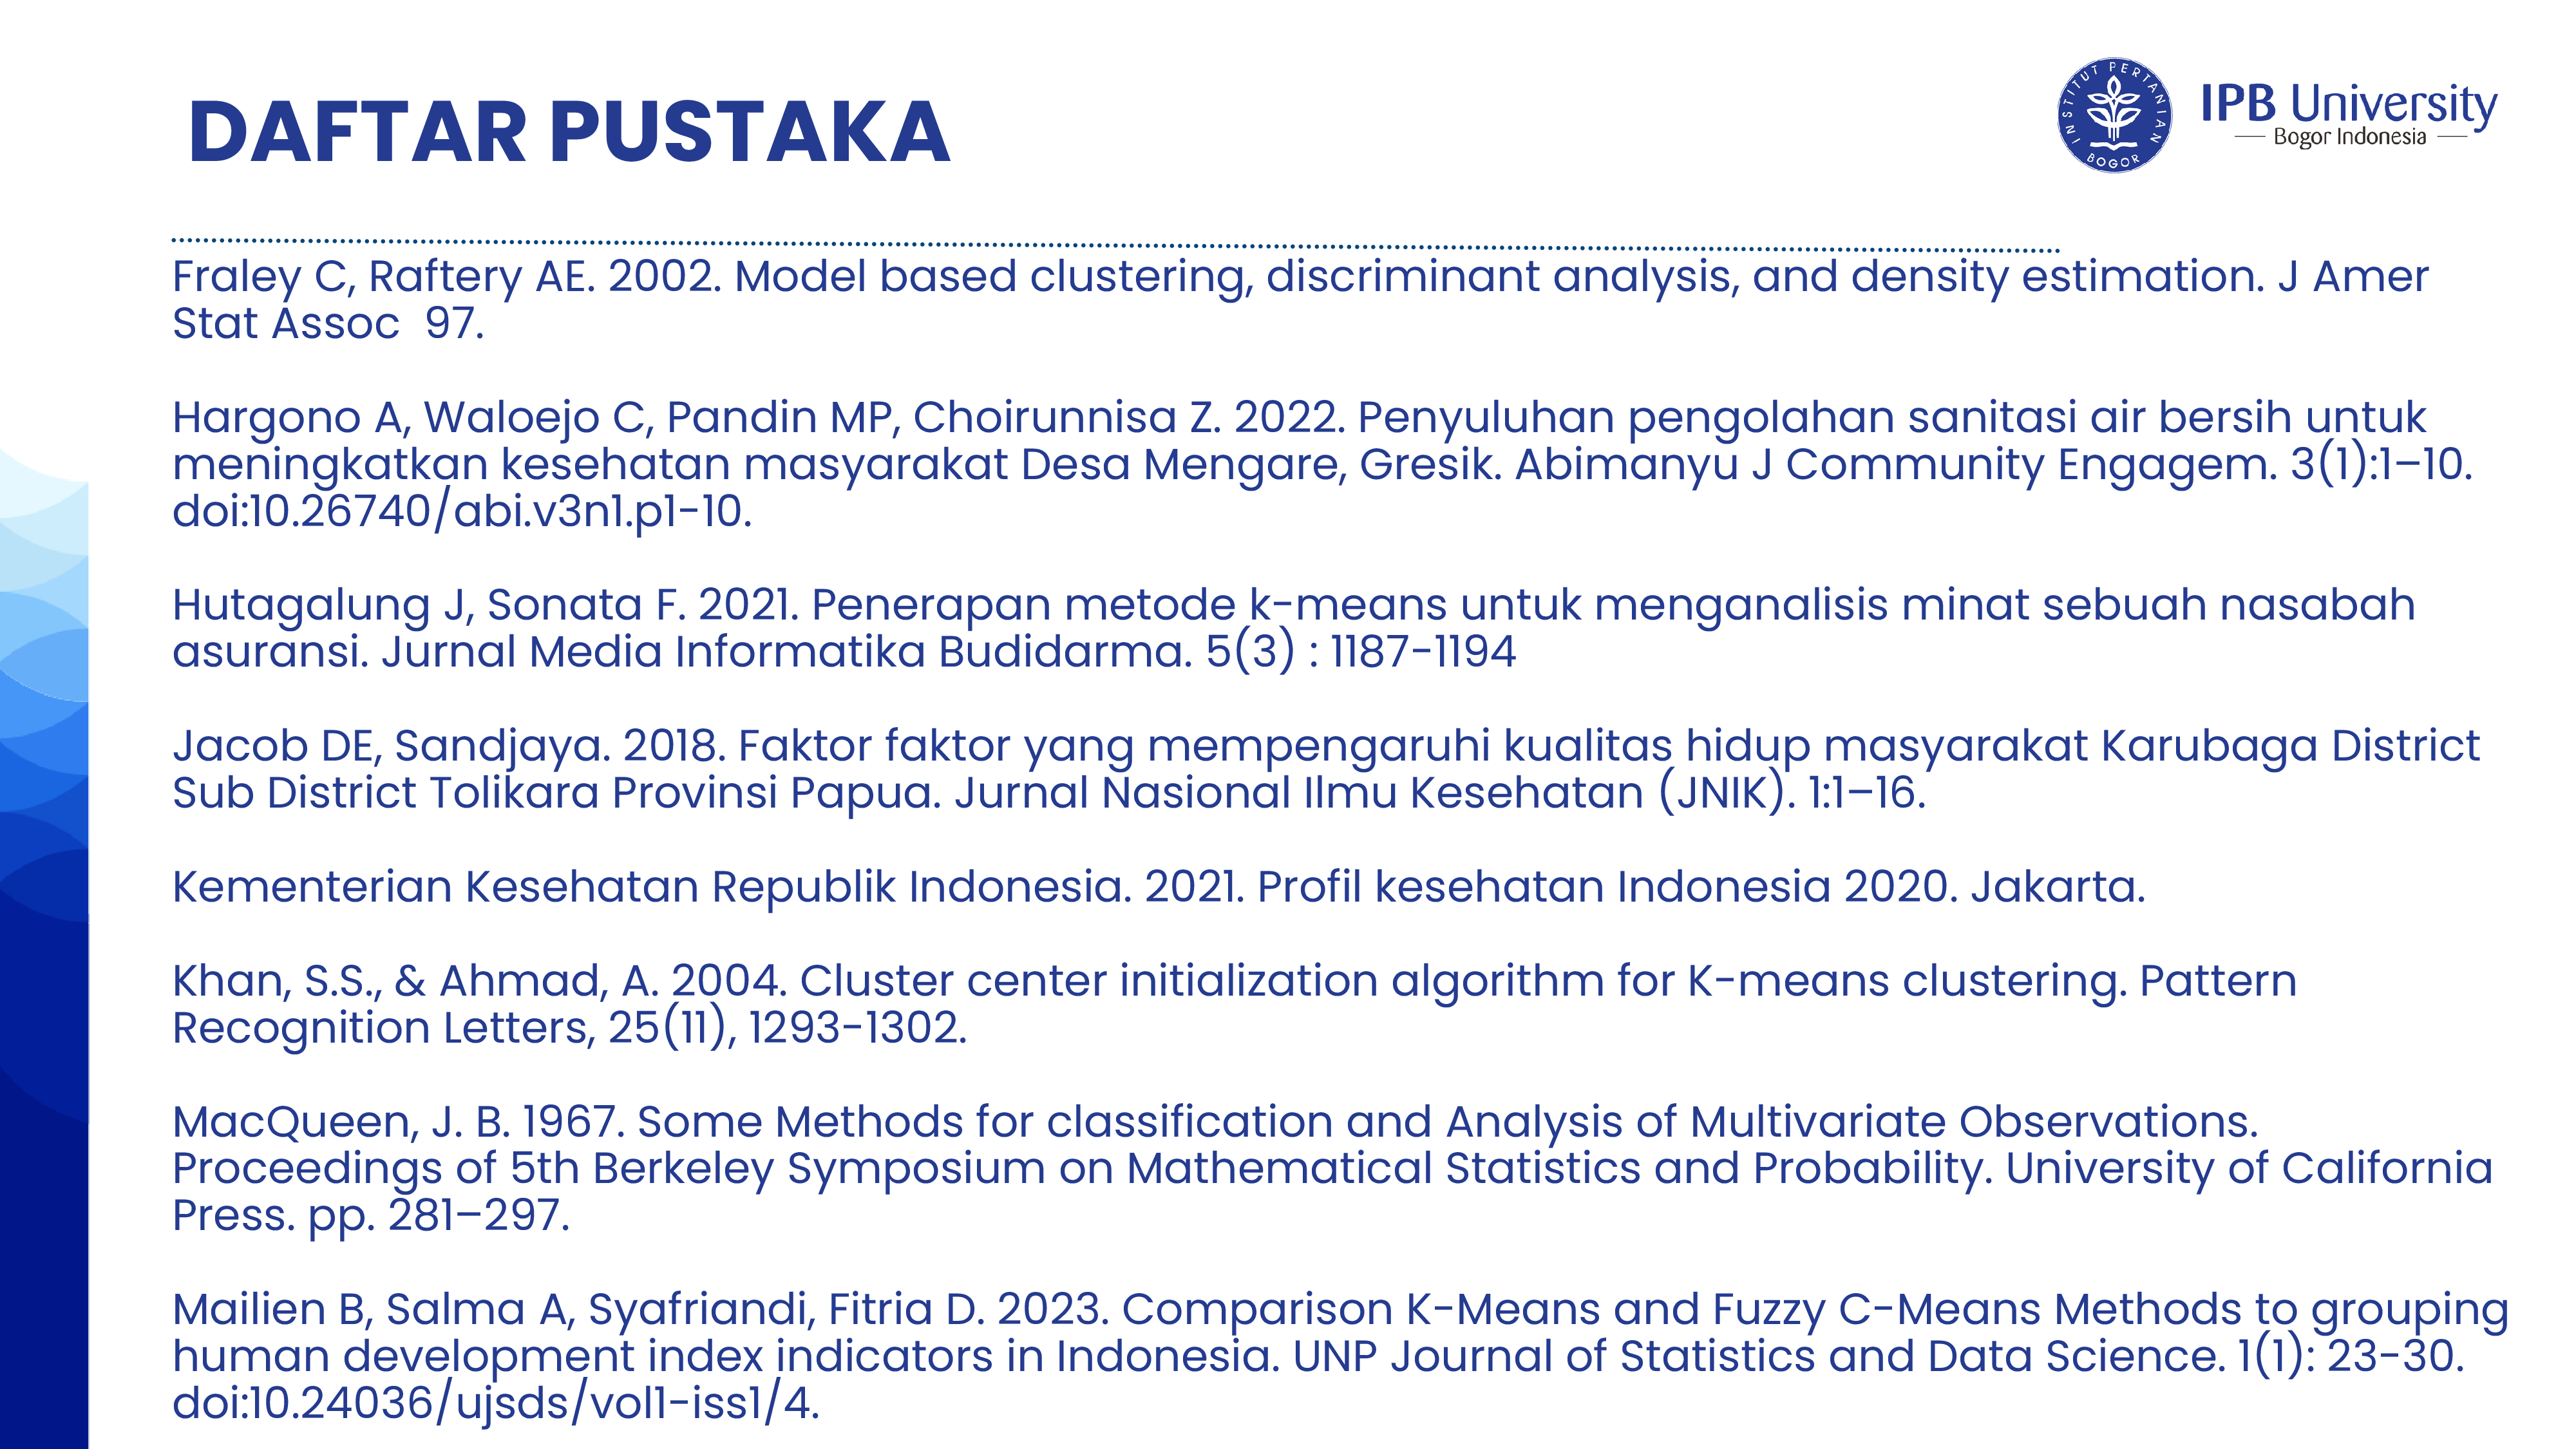 DAFTAR PUSTAKA
INSTITUT PERTANIAN
BOGOR
IPB University
Bogor Indonesia
Fraley C, Raftery AE. 2002. Model based clustering, discriminant analysis, and density estimation. J Amer
Stat Assoc  97.
Hargono A, Waloejo C, Pandin MP, Choirunnisa Z. 2022. Penyuluhan pengolahan sanitasi air bersih untuk
meningkatkan kesehatan masyarakat Desa Mengare, Gresik. Abimanyu J Community Engagem. 3(1):1–10.
doi:10.26740/abi.v3n1.p1-10.
Hutagalung J, Sonata F. 2021. Penerapan metode k-means untuk menganalisis minat sebuah nasabah
asuransi. Jurnal Media Informatika Budidarma. 5(3) : 1187-1194
Jacob DE, Sandjaya. 2018. Faktor faktor yang mempengaruhi kualitas hidup masyarakat Karubaga District
Sub District Tolikara Provinsi Papua. Jurnal Nasional Ilmu Kesehatan (JNIK). 1:1–16.
Kementerian Kesehatan Republik Indonesia. 2021. Profil kesehatan Indonesia 2020. Jakarta.
Khan, S.S., & Ahmad, A. 2004. Cluster center initialization algorithm for K-means clustering. Pattern
Recognition Letters, 25(11), 1293-1302.
MacQueen, J. B. 1967. Some Methods for classification and Analysis of Multivariate Observations.
Proceedings of 5th Berkeley Symposium on Mathematical Statistics and Probability. University of California
Press. pp. 281–297.
Mailien B, Salma A, Syafriandi, Fitria D. 2023. Comparison K-Means and Fuzzy C-Means Methods to grouping
human development index indicators in Indonesia. UNP Journal of Statistics and Data Science. 1(1): 23-30.
doi:10.24036/ujsds/vol1-iss1/4.